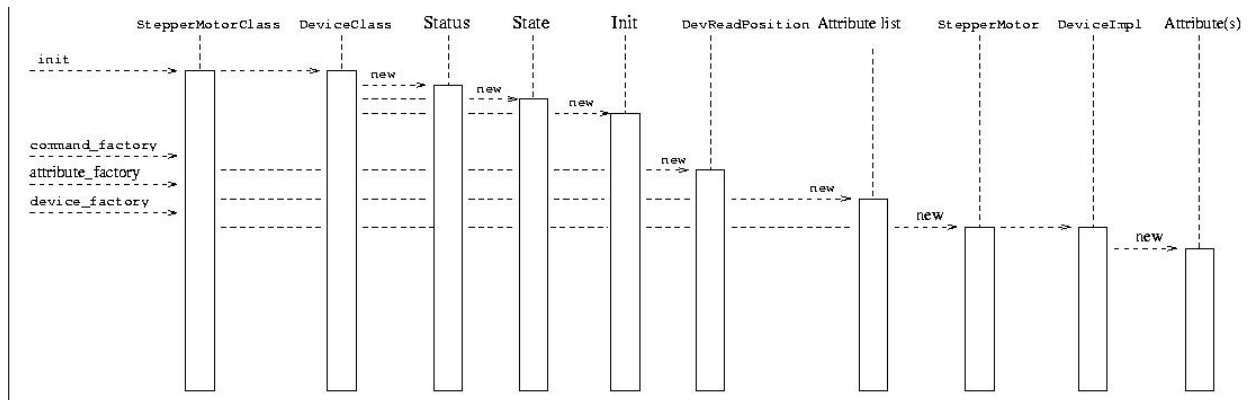 StepperMotorClass DeviceClass Status State Init DevReadPosition Attribute list StepperMotor DeviceImpl Attribute(s)
init
new
new
new
command_factory
new
attribute_factory
new
device_factory
new
new